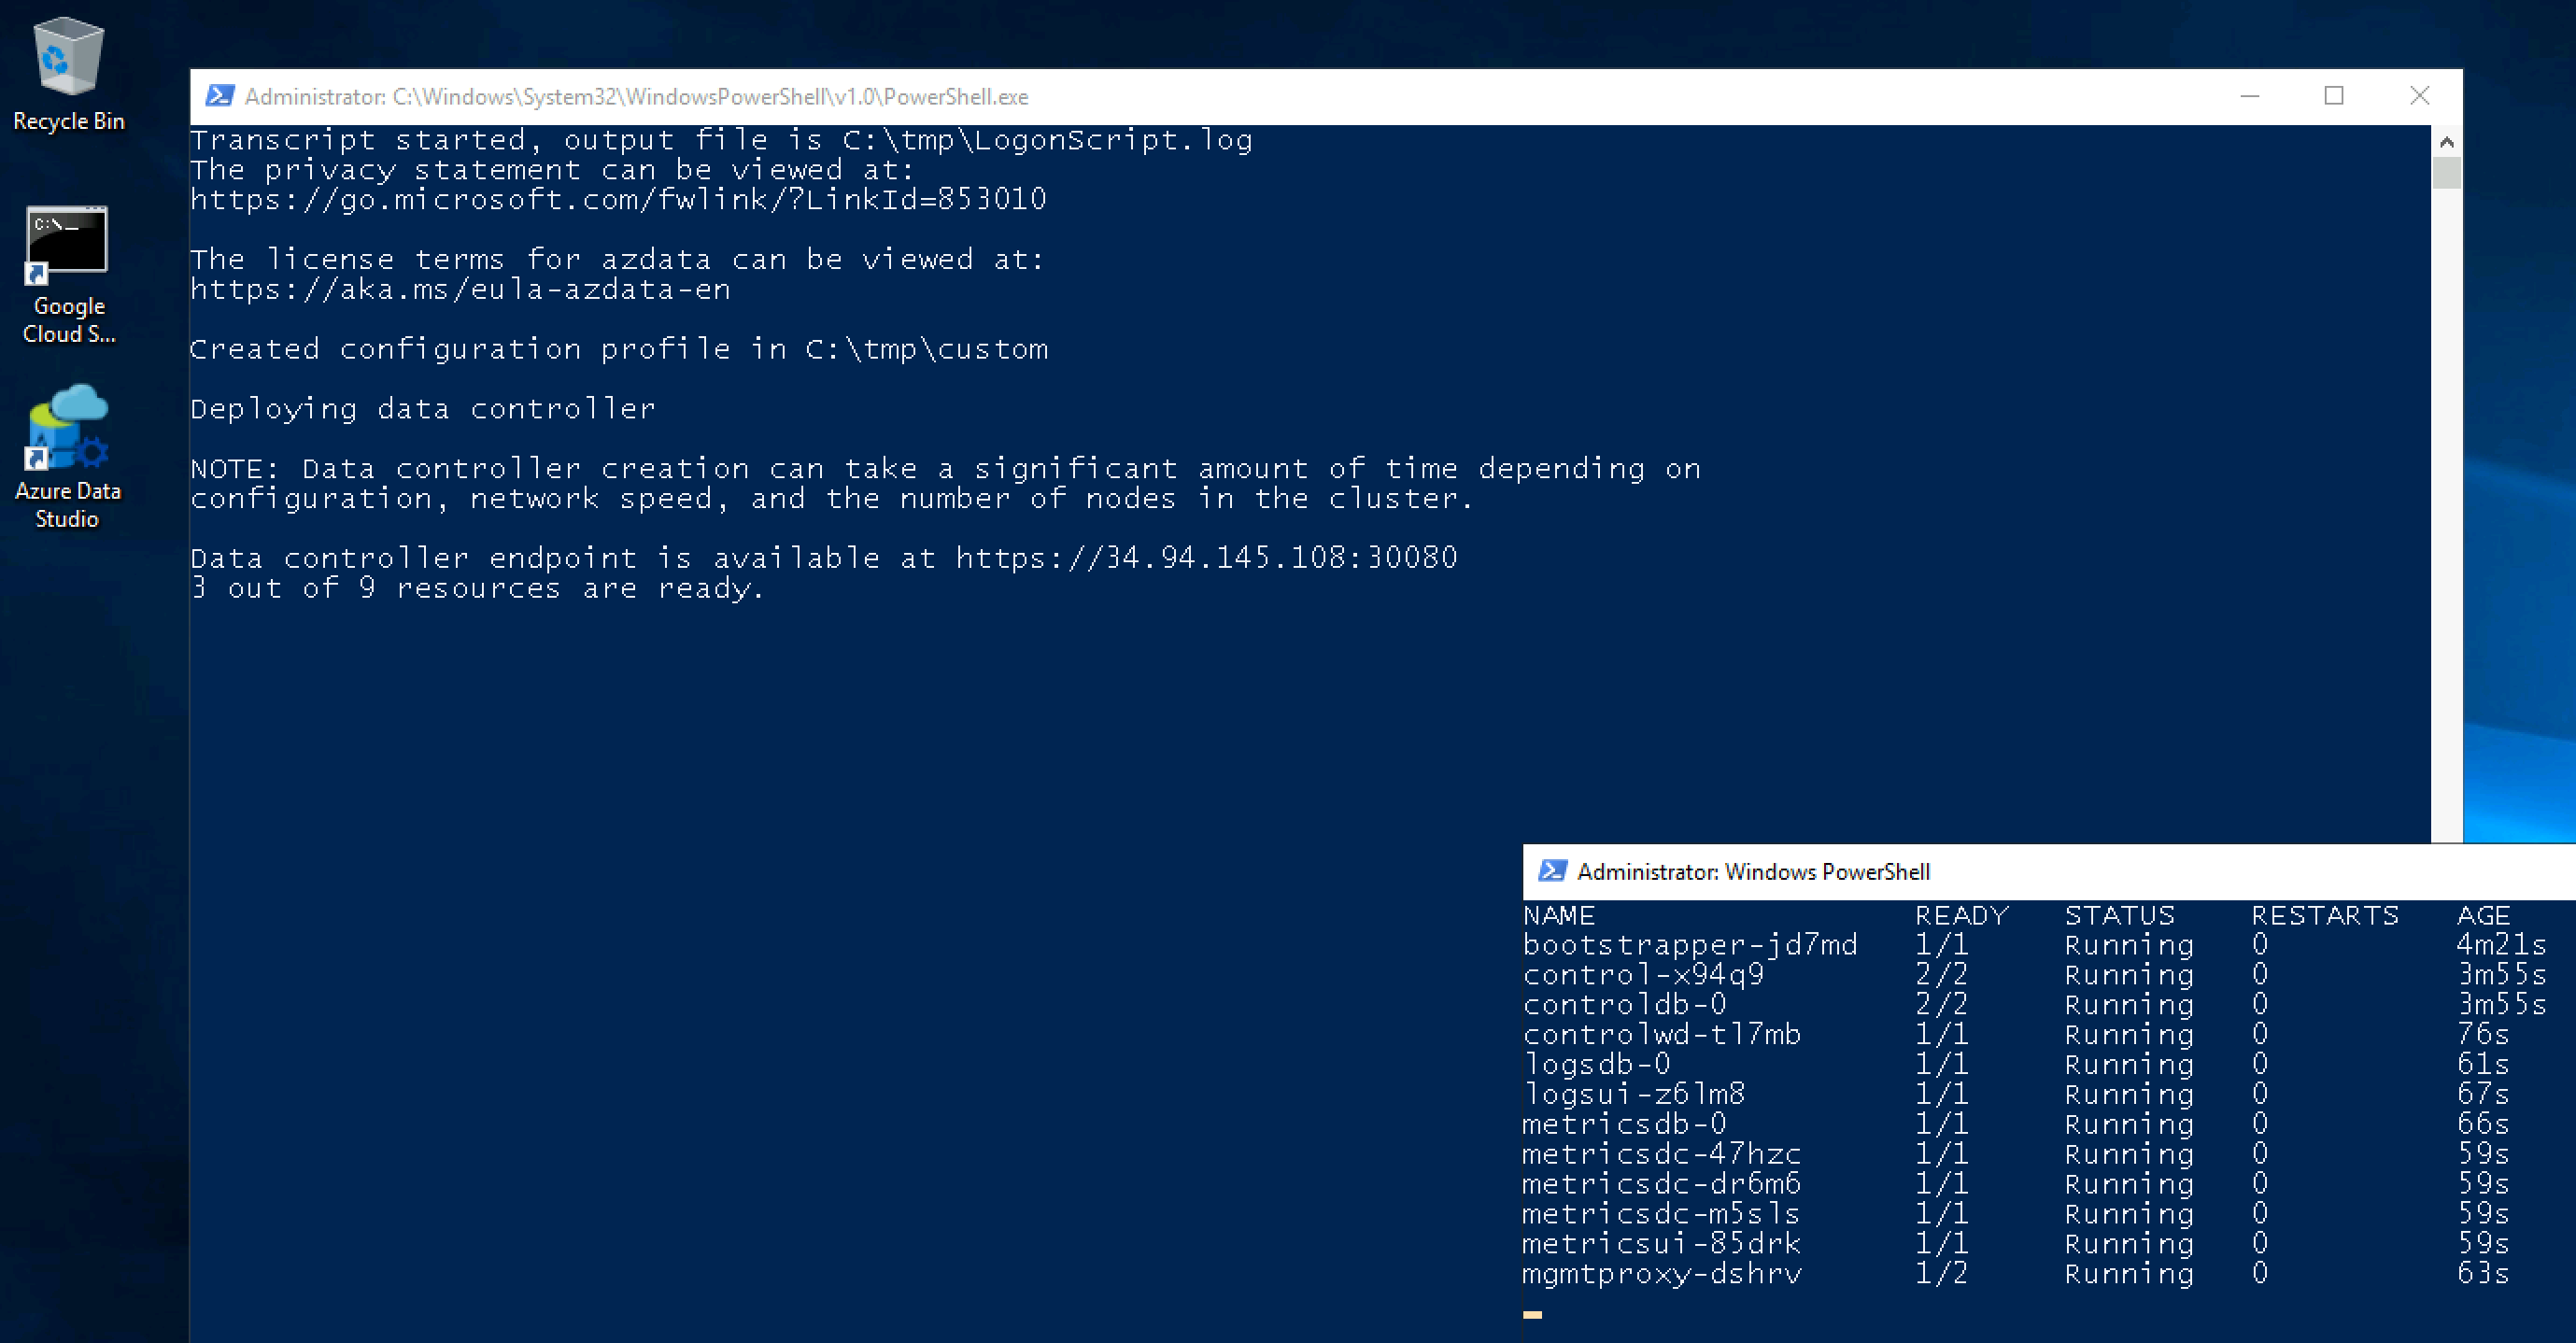 Recycle Bin
Google
Cloud S...
Azure Data
Studio
Administrator: C:\Windows\System32\WindowsPowerShell\v1.0\PowerShell.exe
Transcript started, output file is C:\tmp\LogonScript.log
The privacy statement can be viewed at:
https://go.microsoft.com/fwlink/?LinkId=853010
The license terms for azdata can be viewed at:
https://aka.ms/eula-azdata-en
Created configuration profile in C:\tmp\custom
Deploying data controller
NOTE: Data controller creation can take a significant amount of time depending on
configuration, network speed, and the number of nodes in the cluster.
Data controller endpoint is available at https://34.94.145.108:30080
3 out of 9 resources are ready.
Administrator: Windows PowerShell
NAME READY STATUS RESTARTS AGE
bootstrapper-jd7md 1/1 Running 0 4m21s
control-x94q9 2/2 Running 0 3m55s
controldb-0 2/2 Running 0 3m55s
controlwd-tl7mb 1/1 Running 0 76s
logsdb-0 1/1 Running 0 61s
logsui-z6lm8 1/1 Running 0 67s
metricsdb-0 1/1 Running 0 66s
metricsdc-47hzc 1/1 Running 0 59s
metricsdc-dr6m6 1/1 Running 0 59s
metricsdc-m5sls 1/1 Running 0 59s
metricsui-85drk 1/1 Running 0 59s
mgmtproxy-dshrv 1/2 Running 0 63s